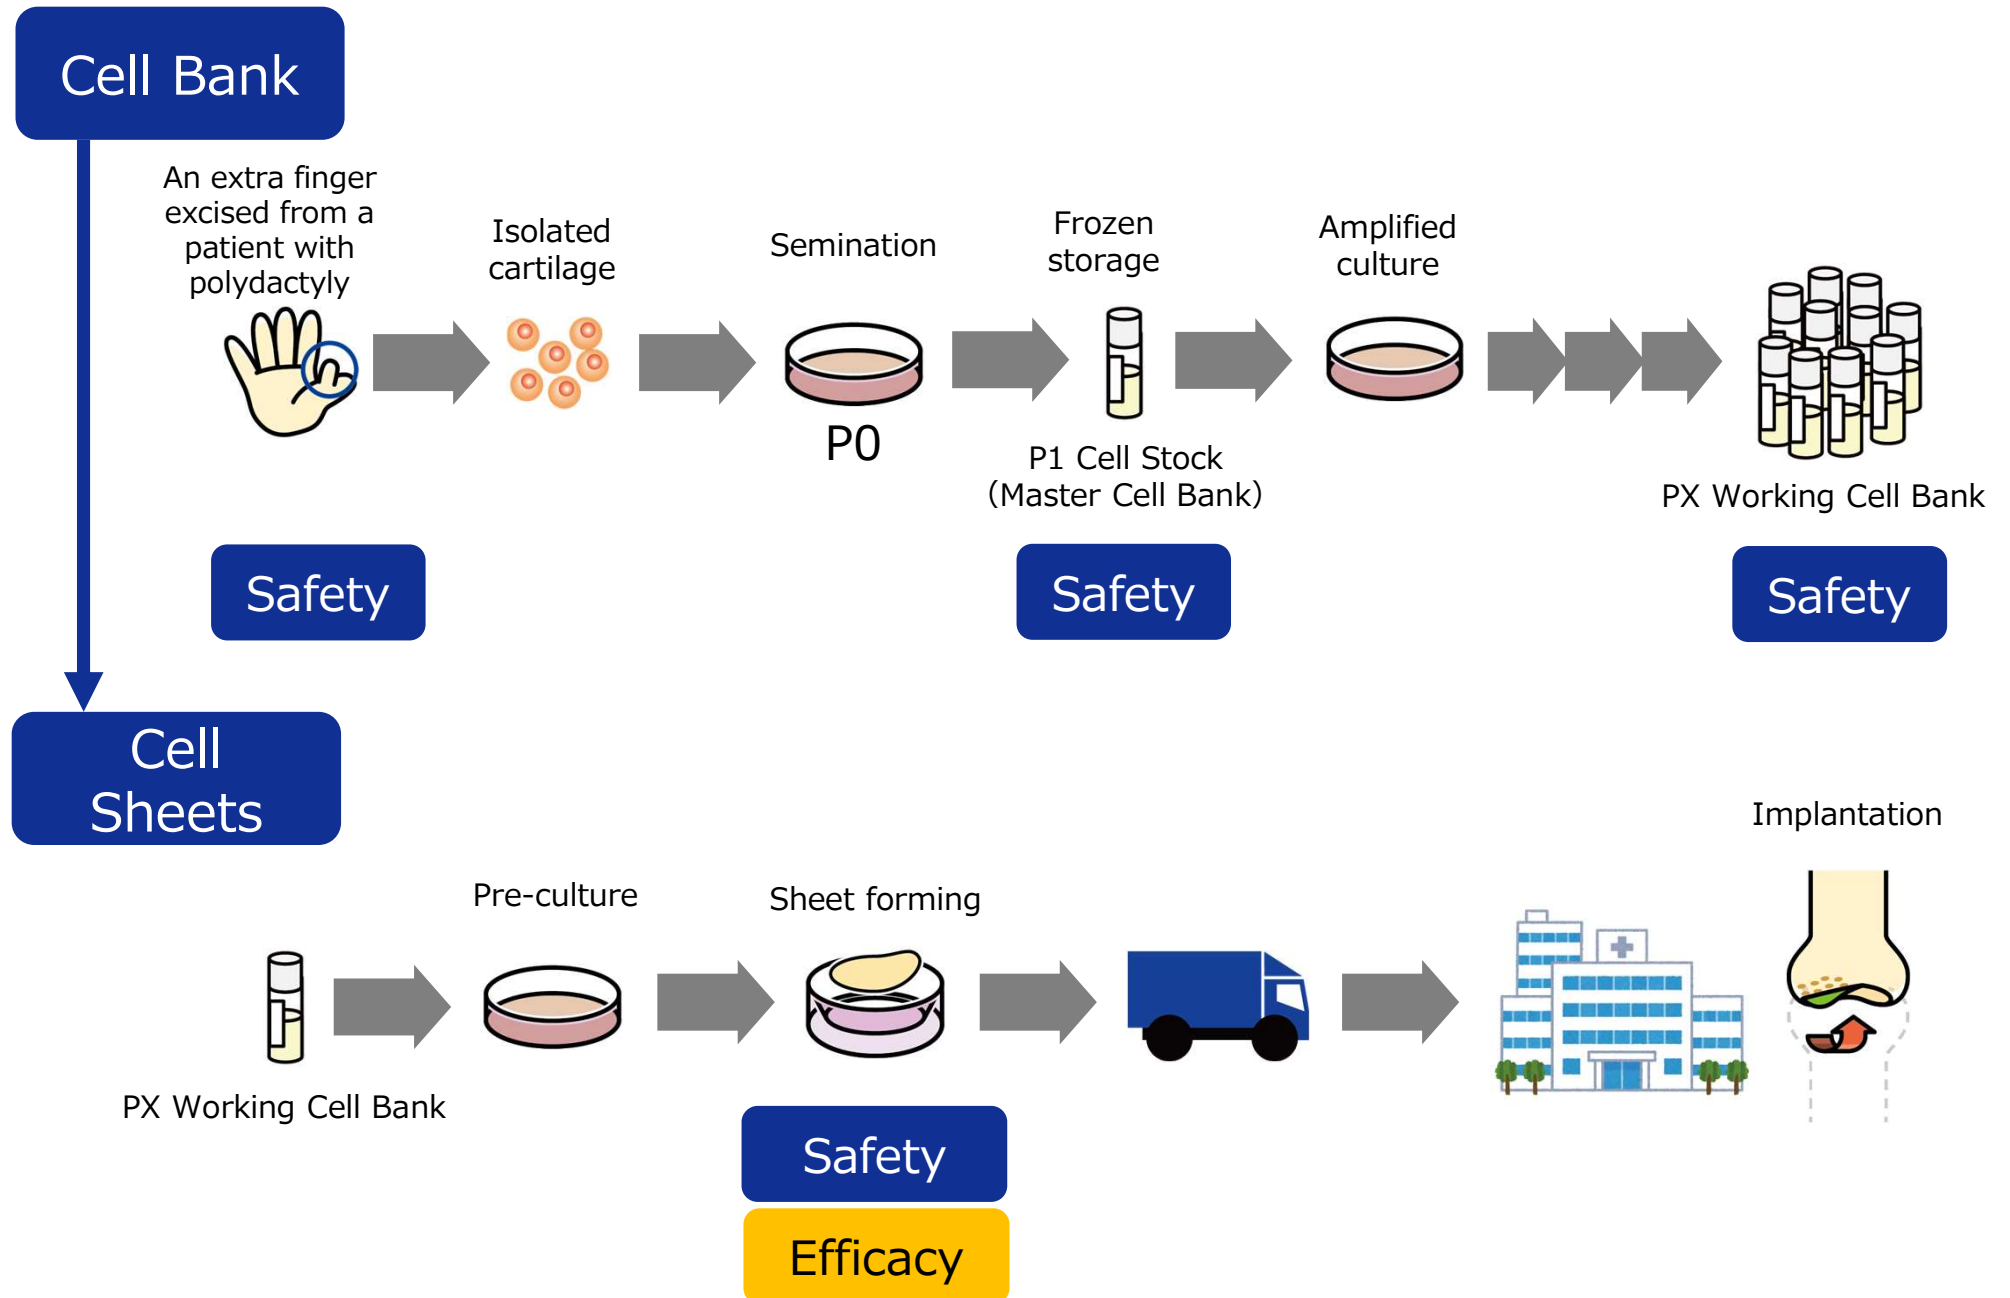 Cell Bank
An extra finger
excised from a
patient with
polydactyly
Isolated
cartilage
Semination
Frozen
storage
Amplified
culture
P0
P1 Cell Stock
(Master Cell Bank)
PX Working Cell Bank
Safety
Safety
Safety
Cell
Sheets
Implantation
Pre-culture
Sheet forming
PX Working Cell Bank
Safety
Efficacy